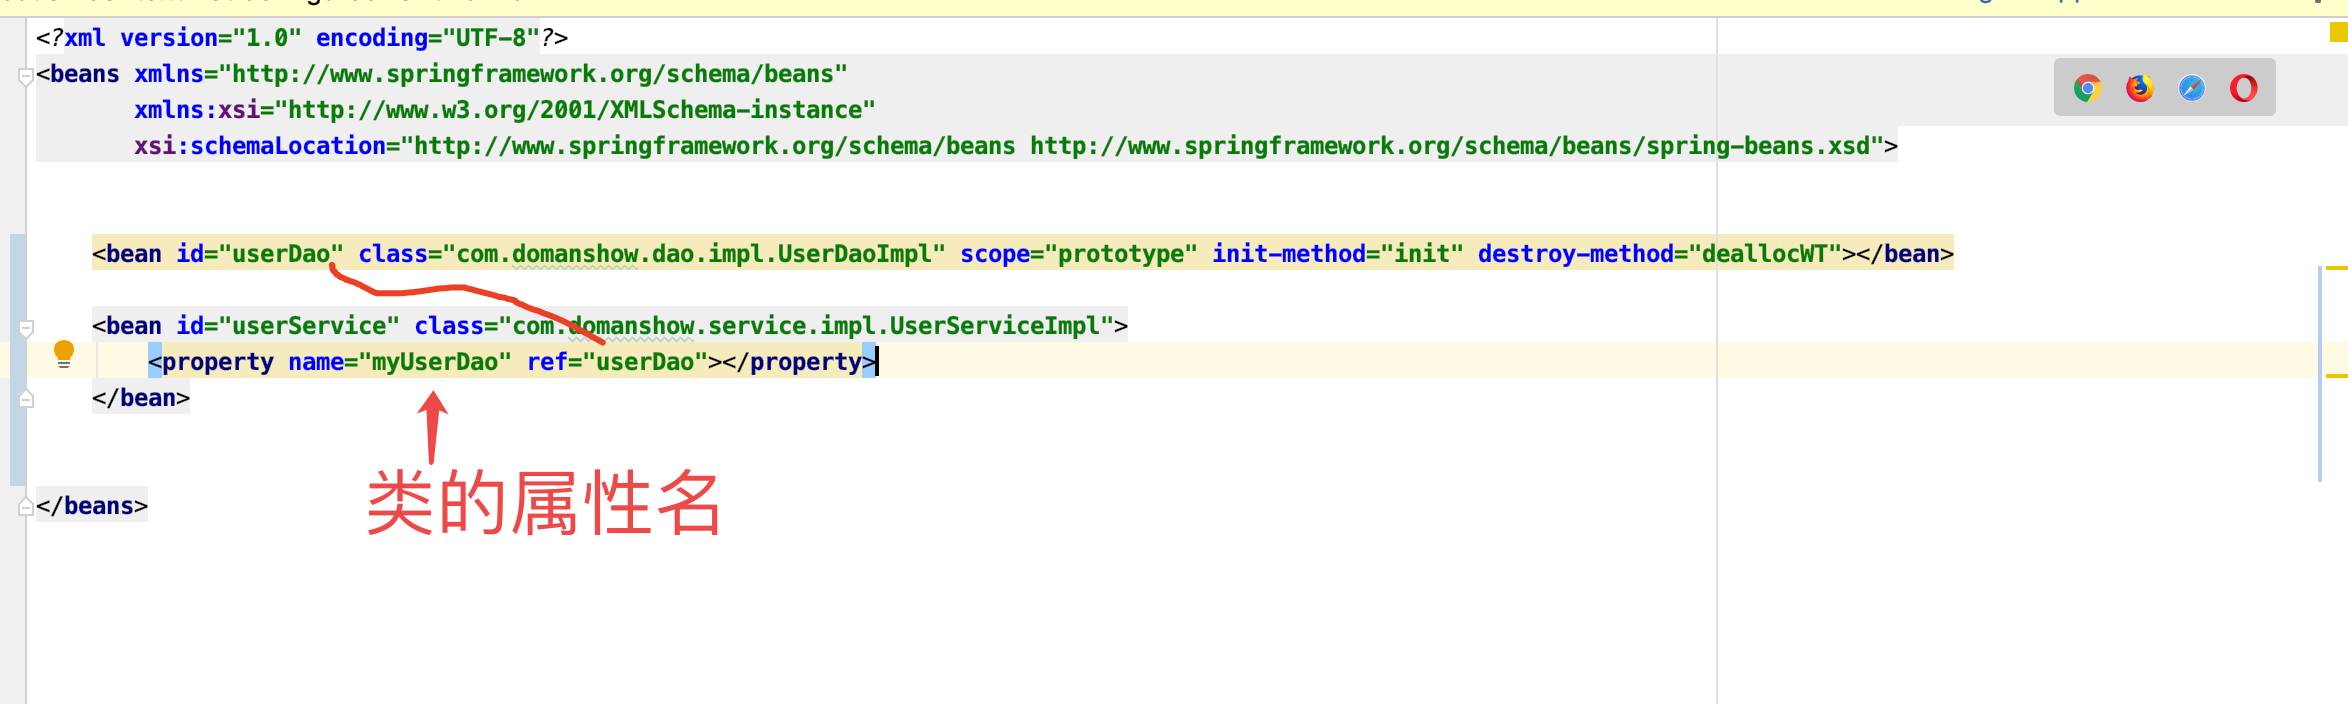 <?xml version="1.0" encoding="UTF-8"?>
<beans xmlns="http://www.springframework.org/schema/beans"
xmlns:xsi="http://www.w3.org/2001/XMLSchema-instance"
xsi:schemaLocation="http://www.springframework.org/schema/beans http://www.springframework.org/schema/beans/spring-beans.xsd">
<bean id="userDao" class="com.domanshow.dao.impl.UserDaoImpl" scope="prototype" init-method="init" destroy-method="deallocWT"></bean>
<bean id="userService" class="com.domanshow.service.impl.UserServiceImpl">
<property name="myUserDao" ref="userDao"></property>
</bean>
类的属性名
</beans>